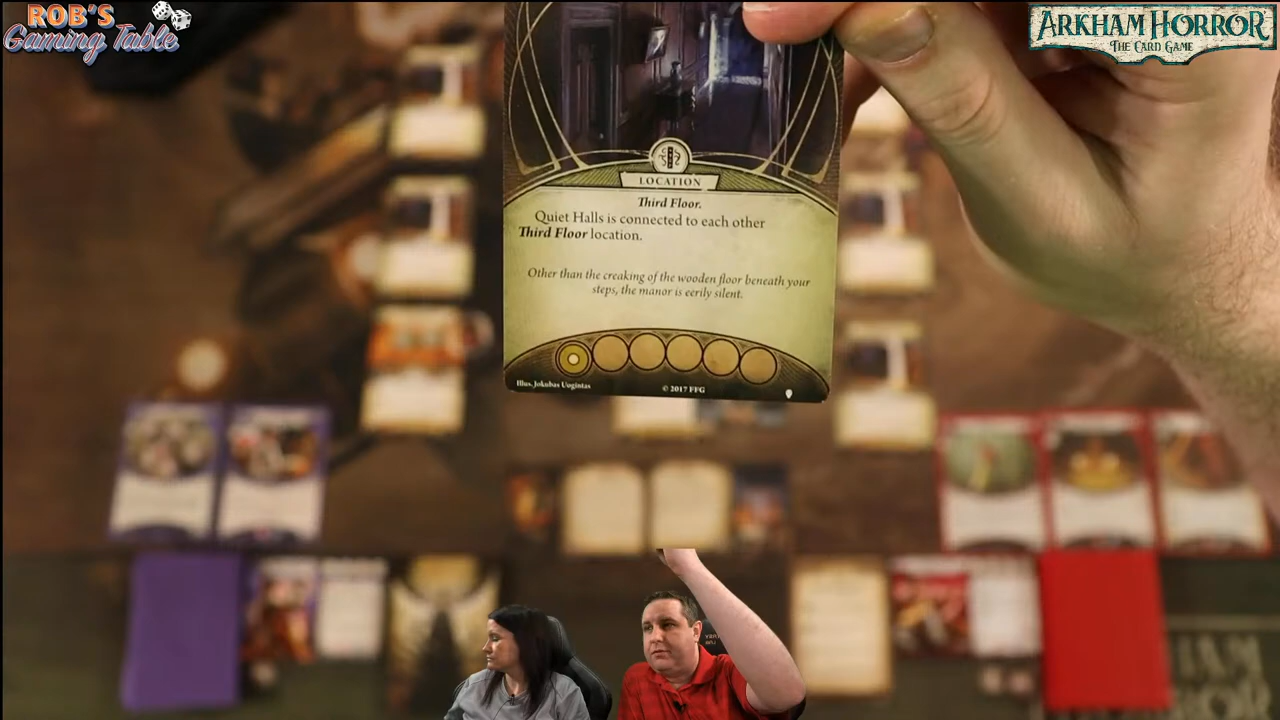 ROB'S
Gaming Table
ARKHAM HORROR
THE CARD GAME
LOCATION
Third Floor.
Quiet Halls is connected to each other
Third Floor location.
Other than the creaking of the wooden floor beneath your
steps, the manor is eerily silent.
Illus. Jokubas Uogintas
© 2017 FFG